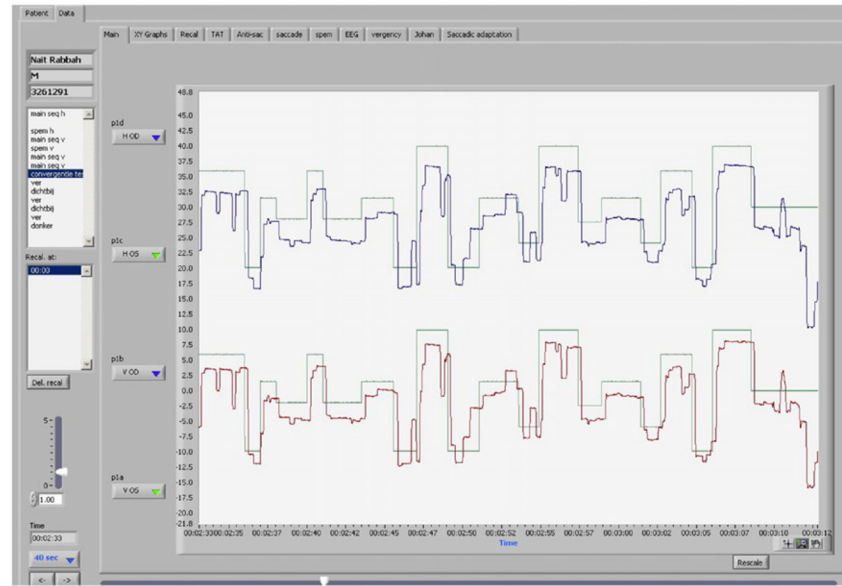 Patient Data
Main XY Graphs Recal TAT Anti-sac saccade spem EEG vergency Johan Saccadic adaptation
Nait Rabbah
M
3261291
main seq h
spem h
main seq v
spem v
main seq v
main seq v
convergentie tes
ver
dichtbij
ver
dichtbij
ver
donker
Recal. at:
00:00
Del. recal
5-
0-
1.00
Time
00:02:33
40 sec
<- ->
p1d
H OD
p1c
H OS
p1b
V OD
p1a
V OS
48.8
45.0
42.5
40.0
37.5
35.0
32.5
30.0
27.5
25.0
22.5
20.0
17.5
15.0
12.5
10.0
7.5
5.0
2.5
0.0
-2.5
-5.0
-7.5
-10.0
-12.5
-15.0
-17.5
-20.0
-21.8
00:02:33 00:02:35 00:02:37 00:02:40 00:02:42 00:02:45 00:02:47 00:02:50 00:02:52 00:02:55 00:02:57 00:03:00 00:03:02 00:03:05 00:03:07 00:03:10 00:03:12
Time
Rescale